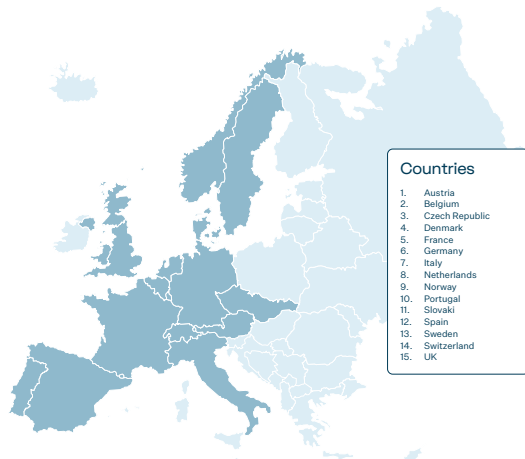 Countries
1. Austria
2. Belgium
3. Czech Republic
4. Denmark
5. France
6. Germany
7. Italy
8. Netherlands
9. Norway
10. Portugal
11. Slovaki
12. Spain
13. Sweden
14. Switzerland
15. UK